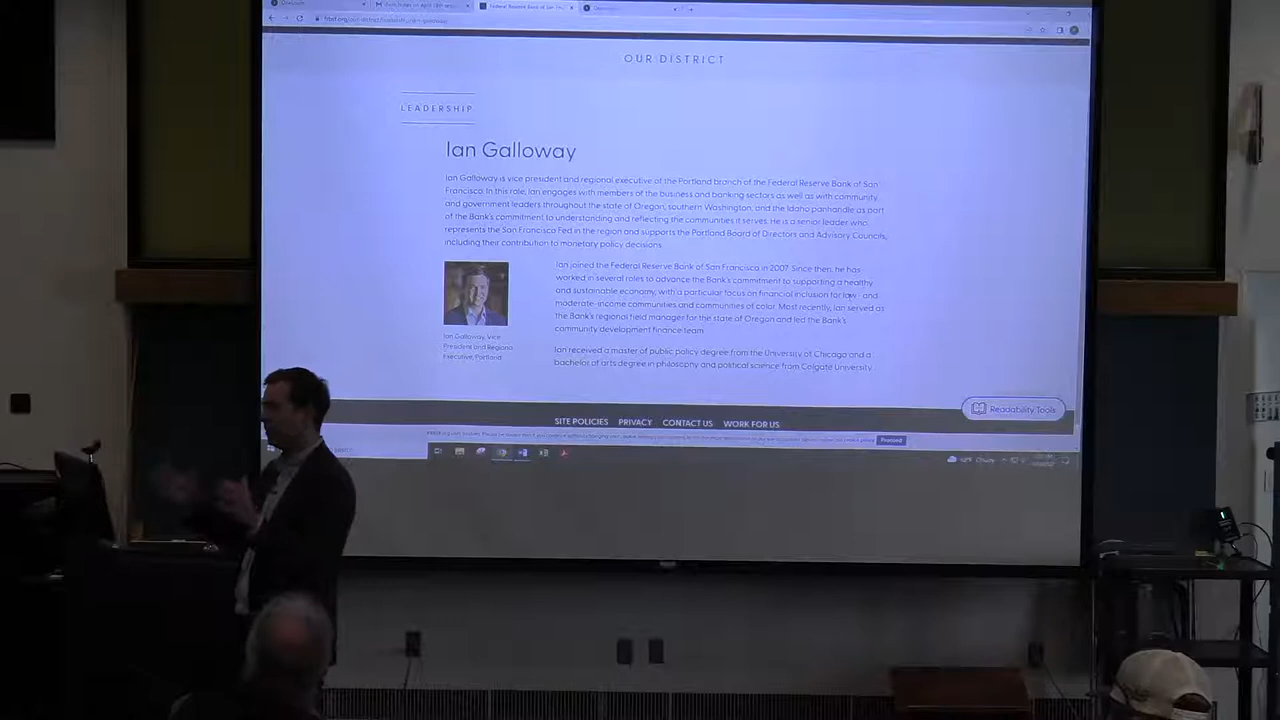 OUR DISTRICT
LEADERSHIP
Ian Galloway
Ian Galloway is vice president and regional executive of the Portland branch of the Federal Reserve Bank of San
Francisco. In this role, Ian engages with members of the business and banking sectors as well as with community
and government leaders throughout the state of Oregon, southern Washington, and the Idaho panhandle as part
of the Bank's commitment to understanding and reflecting the communities it serves. He is a senior leader who
represents the San Francisco Fed in the region and supports the Portland Board of Directors and Advisory Councils,
including their contribution to monetary policy decisions.
Ian joined the Federal Reserve Bank of San Francisco in 2007. Since then, he has
worked in several roles to advance the Bank's commitment to supporting a healthy
and sustainable economy, with a particular focus on financial inclusion for low- and
moderate-income communities and communities of color. Most recently, Ian served as
the Bank's regional field manager for the state of Oregon and led the Bank's
community development finance team.
Ian received a master of public policy degree from the University of Chicago and a
bachelor of arts degree in philosophy and political science from Colgate University.
Ian Galloway, Vice
President and Regional
Executive, Portland
Readability Tools
SITE POLICIES PRIVACY CONTACT US WORK FOR US
Proceed